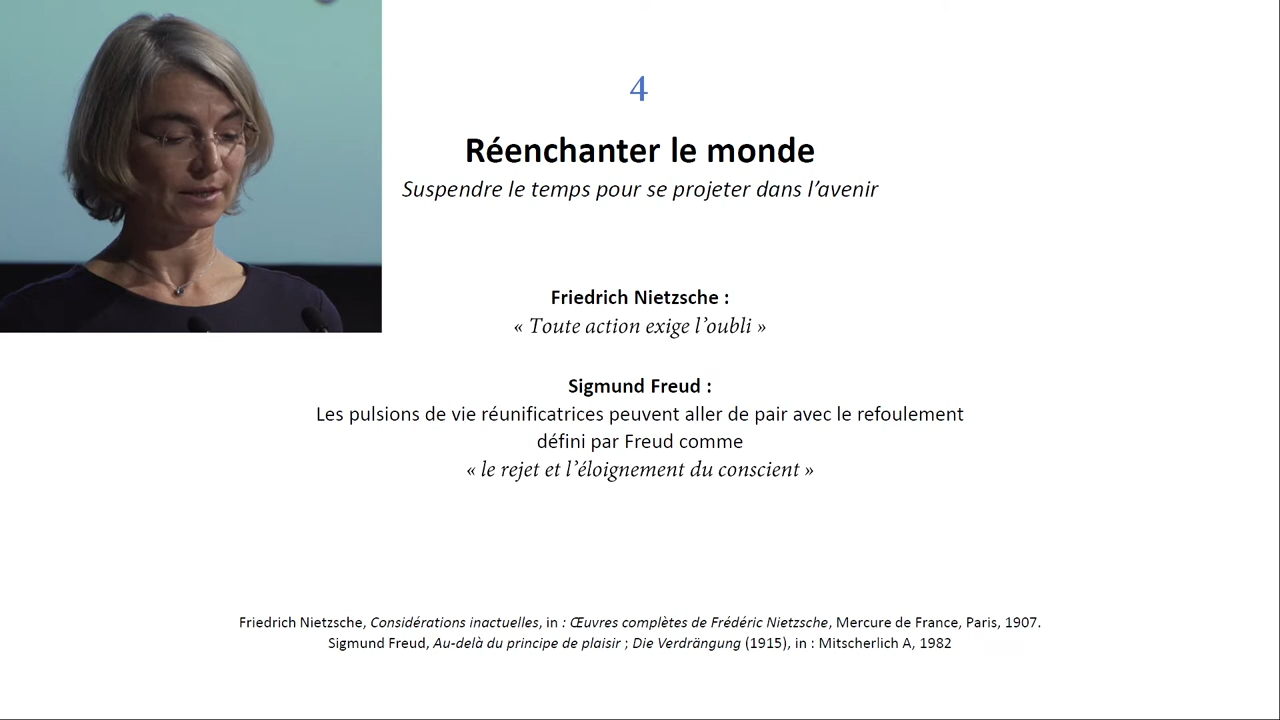 4
Réenchanter le monde
Suspendre le temps pour se projeter dans l’avenir
Friedrich Nietzsche :
« Toute action exige l’oubli »
Sigmund Freud :
Les pulsions de vie réunificatrices peuvent aller de pair avec le refoulement
défini par Freud comme
« le rejet et l’éloignement du conscient »
Friedrich Nietzsche, Considérations inactuelles, in : Œuvres complètes de Frédéric Nietzsche, Mercure de France, Paris, 1907.
Sigmund Freud, Au-delà du principe de plaisir ; Die Verdrängung (1915), in : Mitscherlich A, 1982